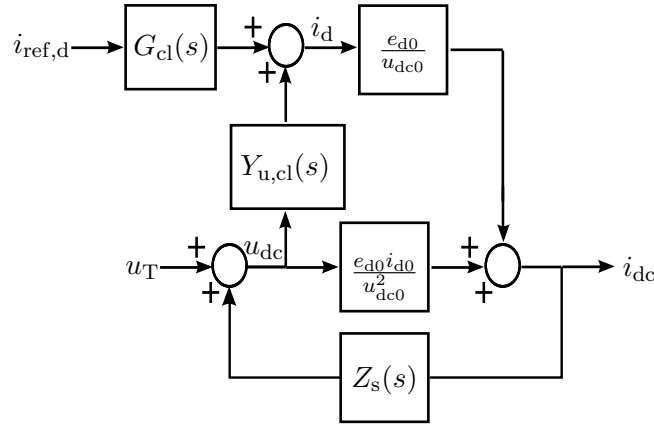 i_ref,d
G_cl(s)
+
+
i_d
e_d0
u_dc0
Y_u,cl(s)
u_T
+
+
u_dc
e_d0 i_d0
u_dc0^2
+
+
i_dc
Z_s(s)